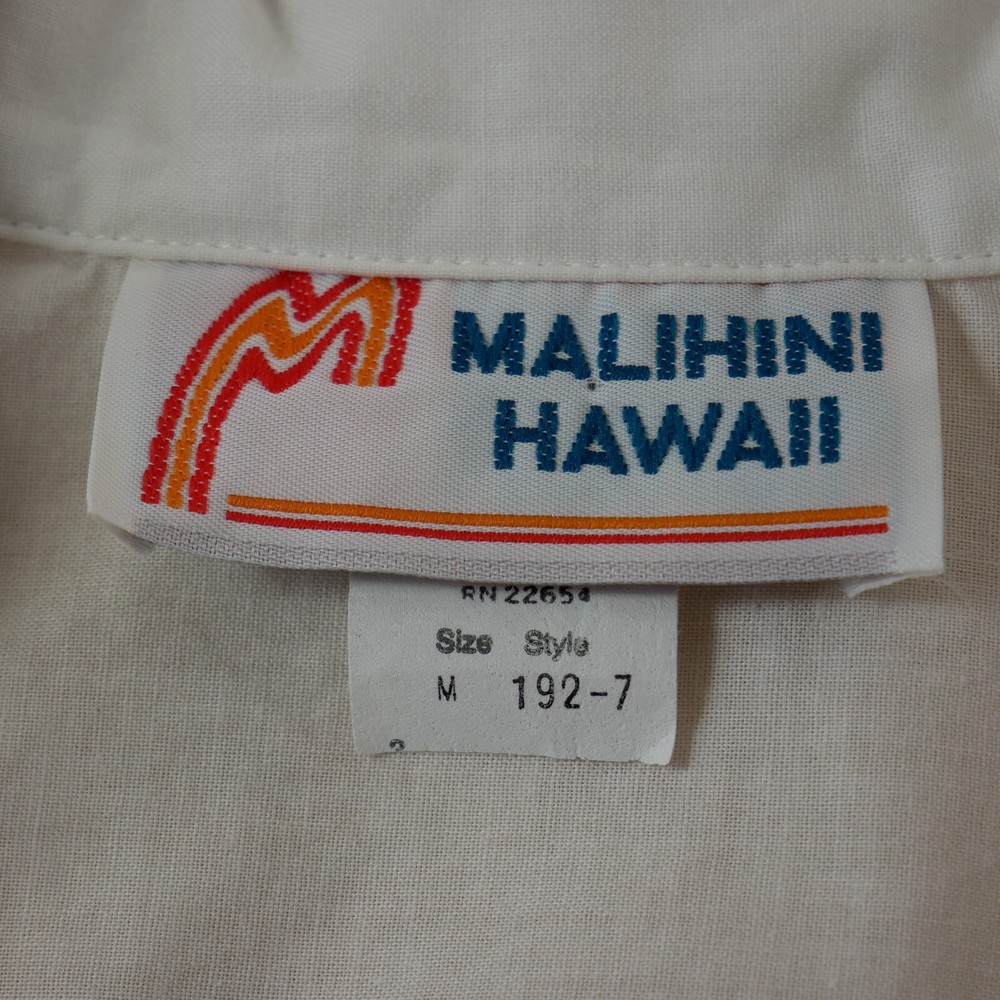 M
MALIHINI
HAWAII
RN 22654
Size Style
M 192-7